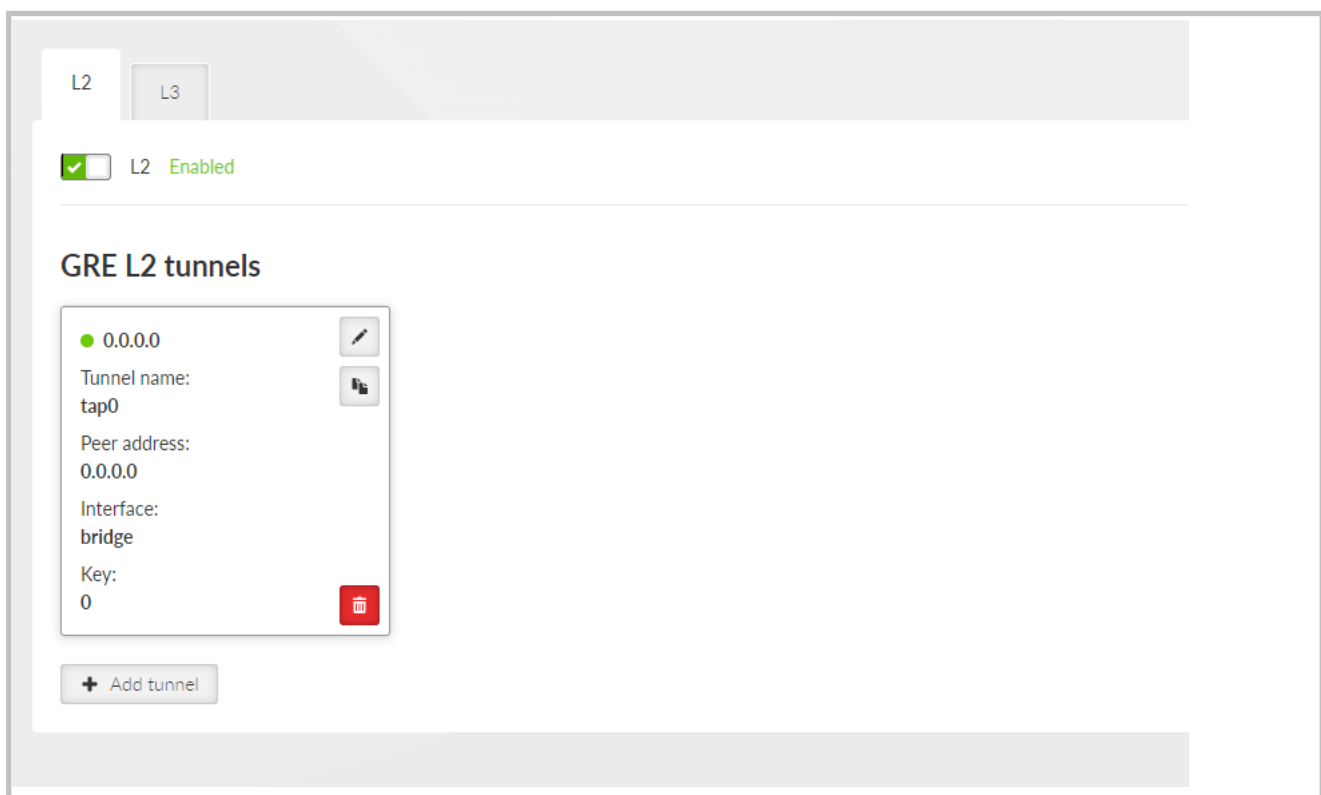 L2
L3
L2 Enabled
GRE L2 tunnels
0.0.0.0
Tunnel name:
tap0
Peer address:
0.0.0.0
Interface:
bridge
Key:
0
Add tunnel